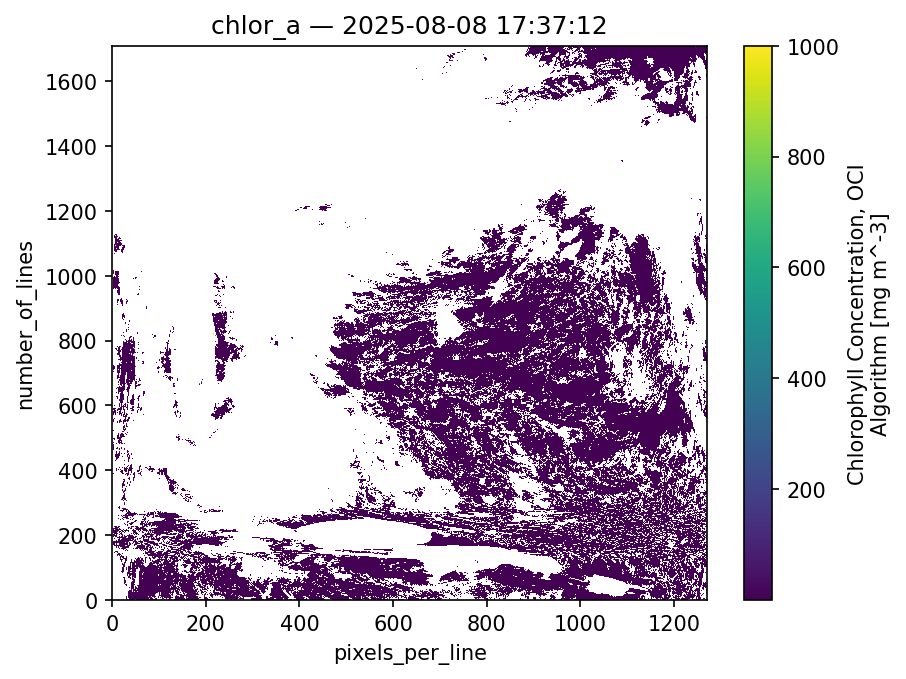 chlor_a — 2025-08-08 17:37:12
1600
1400
1200
1000
800
600
400
200
0
number_of_lines
0 200 400 600 800 1000 1200
pixels_per_line
1000
800
600
400
200
Chlorophyll Concentration, OCI
Algorithm [mg m^-3]